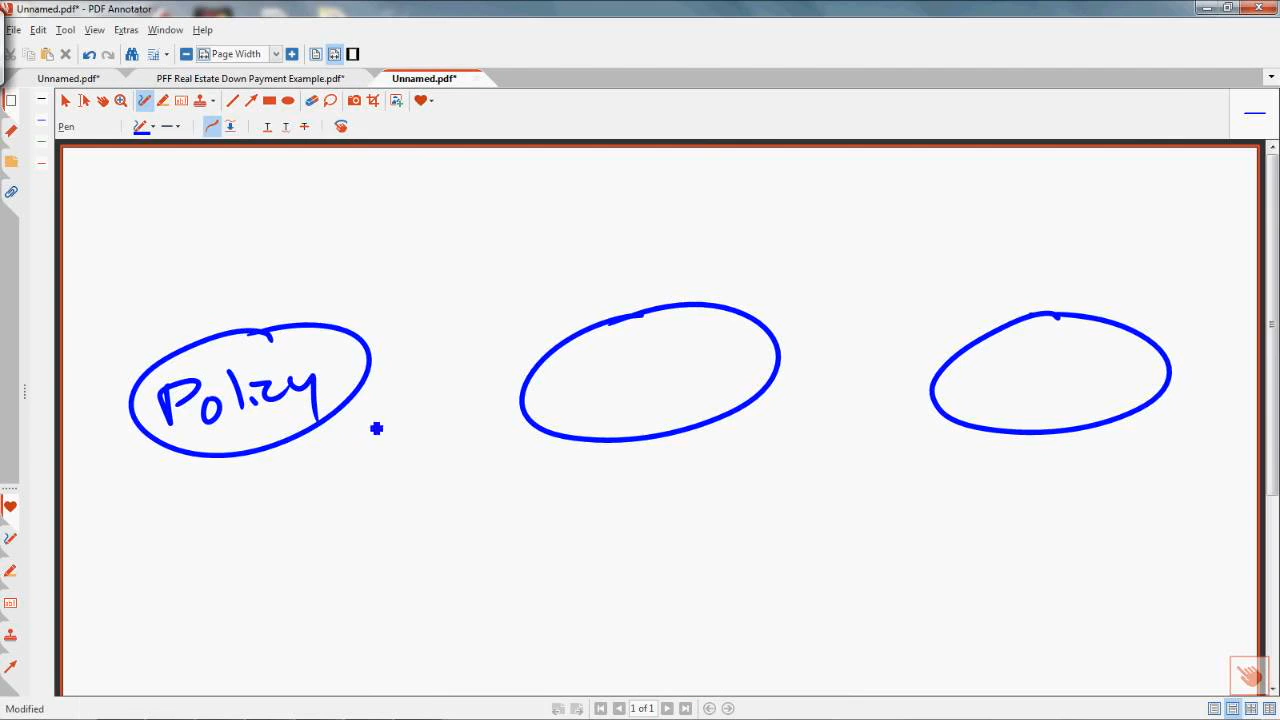 Unnamed.pdf* - PDF Annotator
File Edit Tool View Extras Window Help
Page Width
Unnamed.pdf* PFF Real Estate Down Payment Example.pdf* Unnamed.pdf*
Pen
Policy
Modified
1 of 1